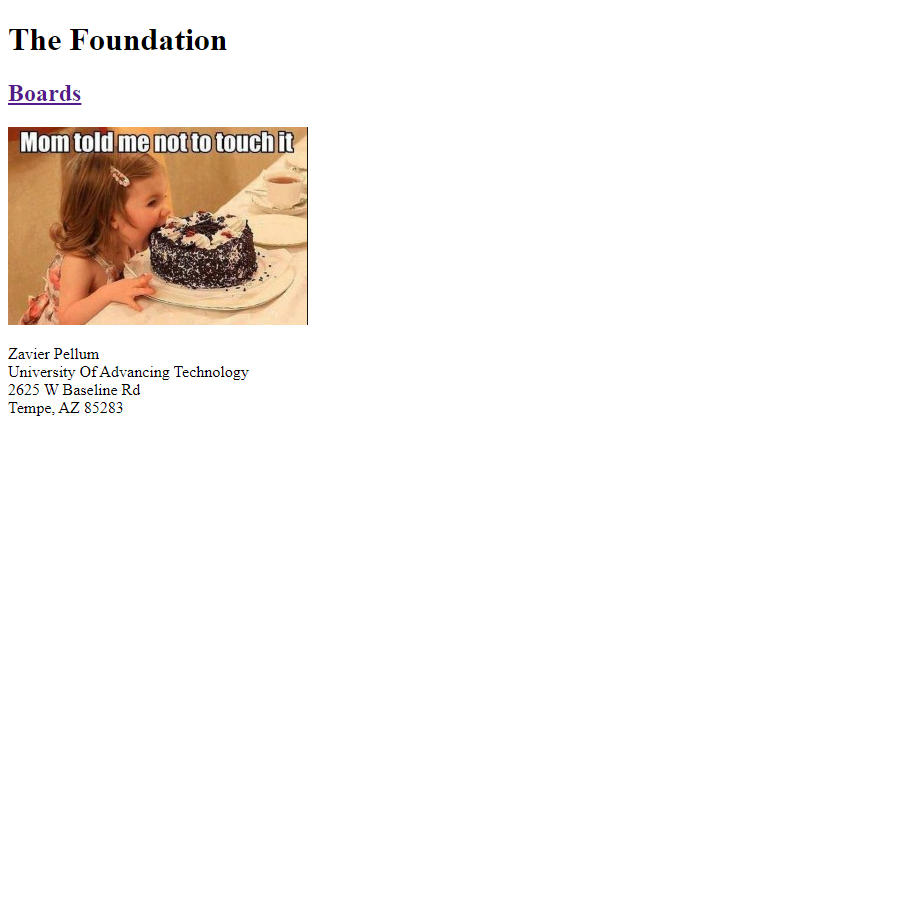 The Foundation
Boards
Mom told me not to touch it
Zavier Pellum
University Of Advancing Technology
2625 W Baseline Rd
Tempe, AZ 85283